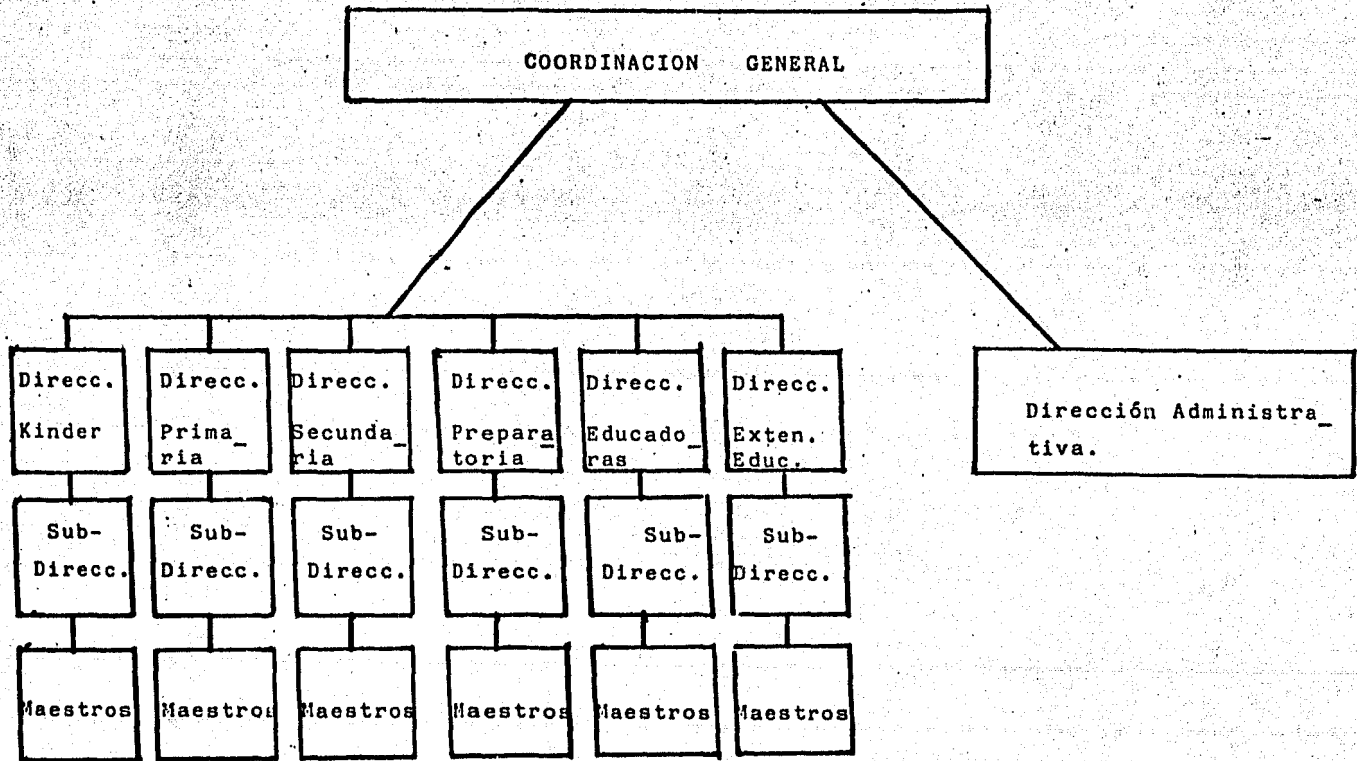 COORDINACION GENERAL
Direcc.
Kinder
Direcc.
Prima_
ria
Direcc.
Secunda_
ria
Direcc.
Prepara
toria
Direcc.
Educado_
ras
Direcc.
Exten.
Educ.
Dirección Administra_
tiva.
Sub-
Direcc.
Sub-
Direcc.
Sub-
Direcc.
Sub-
Direcc.
Sub-
Direcc.
Sub-
Direcc.
Maestros
Maestros
Maestros
Maestros
Maestros
Maestros